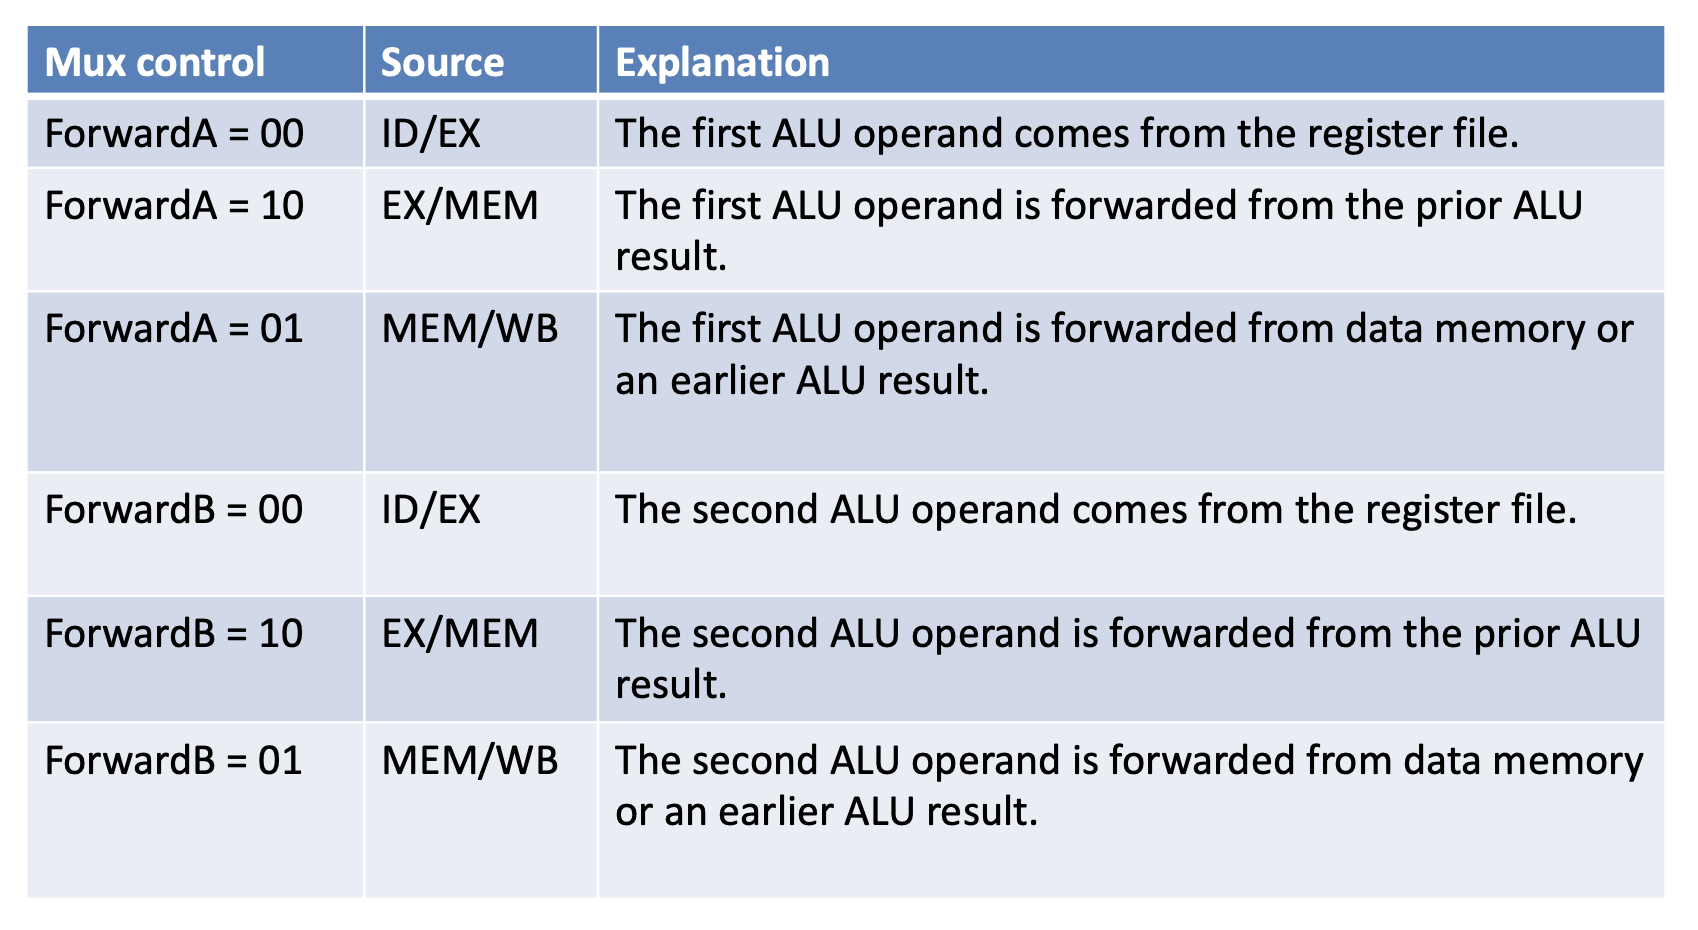 Mux control Source Explanation
ForwardA = 00 ID/EX The first ALU operand comes from the register file.
ForwardA = 10 EX/MEM The first ALU operand is forwarded from the prior ALU
result.
ForwardA = 01 MEM/WB The first ALU operand is forwarded from data memory or
an earlier ALU result.
ForwardB = 00 ID/EX The second ALU operand comes from the register file.
ForwardB = 10 EX/MEM The second ALU operand is forwarded from the prior ALU
result.
ForwardB = 01 MEM/WB The second ALU operand is forwarded from data memory
or an earlier ALU result.